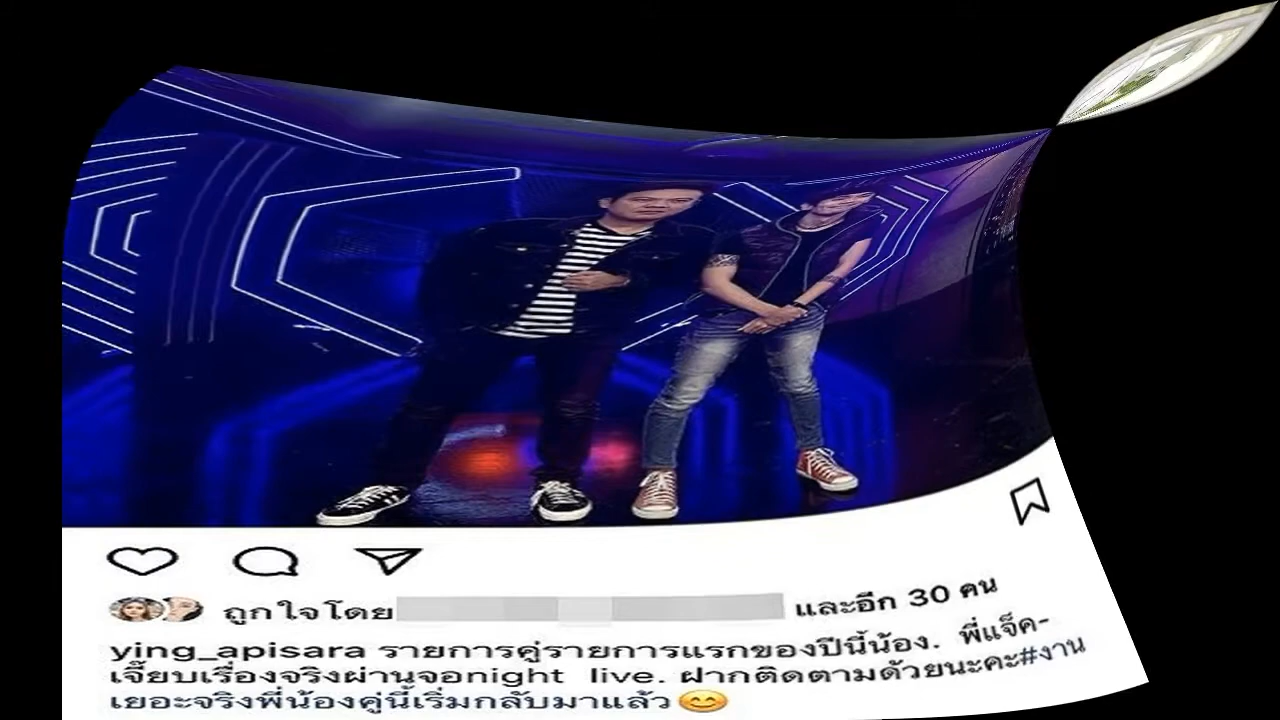 ถูกใจโดย และอีก 30 คน
ying_apisara รายการคู่รายการแรกของปีนี้น้อง. พี่แจ็ค-
เจี๊ยบเรื่องจริงผ่านจอnight live. ฝากติดตามด้วยนะคะ#งาน
เยอะจริงพี่น้องคู่นี้เริ่มกลับมาแล้ว😊